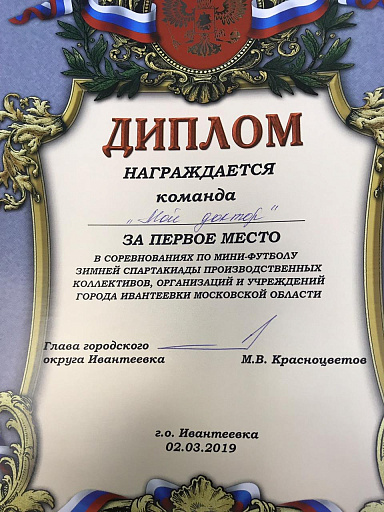 ДИПЛОМ
НАГРАЖДАЕТСЯ
команда
„Мой доктор"
ЗА ПЕРВОЕ МЕСТО
В СОРЕВНОВАНИЯХ ПО МИНИ-ФУТБОЛУ
ЗИМНЕЙ СПАРТАКИАДЫ ПРОИЗВОДСТВЕННЫХ
КОЛЛЕКТИВОВ, ОРГАНИЗАЦИЙ И УЧРЕЖДЕНИЙ
ГОРОДА ИВАНТЕЕВКИ МОСКОВСКОЙ ОБЛАСТИ
Глава городского
округа Ивантеевка М.В. Красноцветов
г.о. Ивантеевка
02.03.2019